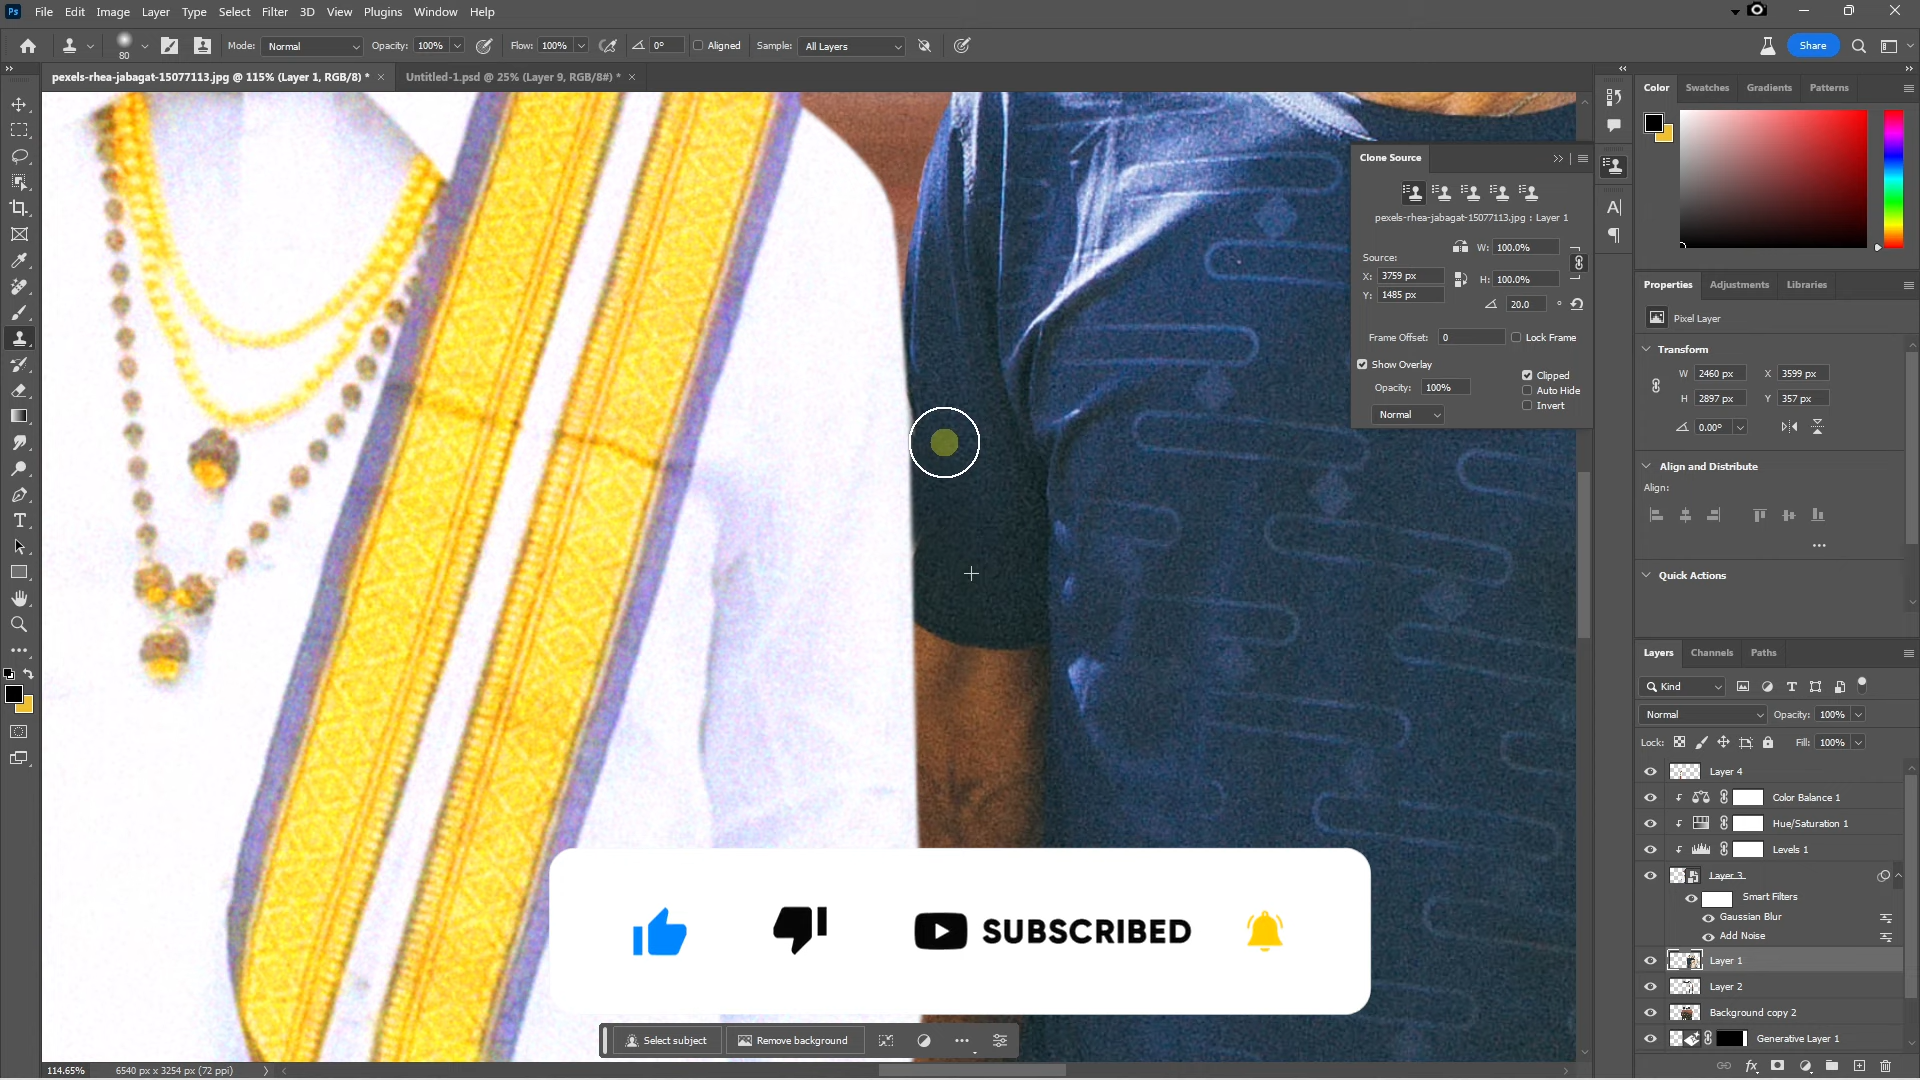 Ps File Edit Image Layer Type Select Filter 3D View Plugins Window Help
80 Mode: Normal Opacity: 100% Flow: 100% 0° Aligned Sample: All Layers Share
pexels-rhea-jabagat-15077113.jpg @ 115% (Layer 1, RGB/8) * × Untitled-1.psd @ 25% (Layer 9, RGB/8#) * ×
Color Swatches Gradients Patterns
Clone Source
pexels-rhea-jabagat-15077113.jpg : Layer 1
W: 100.0%
Source:
X: 3759 px H: 100.0%
Y: 1485 px 20.0 °
Frame Offset: 0 Lock Frame
Show Overlay
Opacity: 100% Clipped
Auto Hide
Normal Invert
Properties Adjustments Libraries
Pixel Layer
Transform
W 2460 px X 3599 px
H 2897 px Y 357 px
0.00°
Align and Distribute
Align:
Quick Actions
Layers Channels Paths
Kind
Normal Opacity: 100%
Lock: Fill: 100%
Layer 4
Color Balance 1
Hue/Saturation 1
Levels 1
Layer 3
Smart Filters
Gaussian Blur
Add Noise
Layer 1
Layer 2
Background copy 2
Generative Layer 1
SUBSCRIBED
Select subject Remove background
114.65% 6540 px x 3254 px (72 ppi)